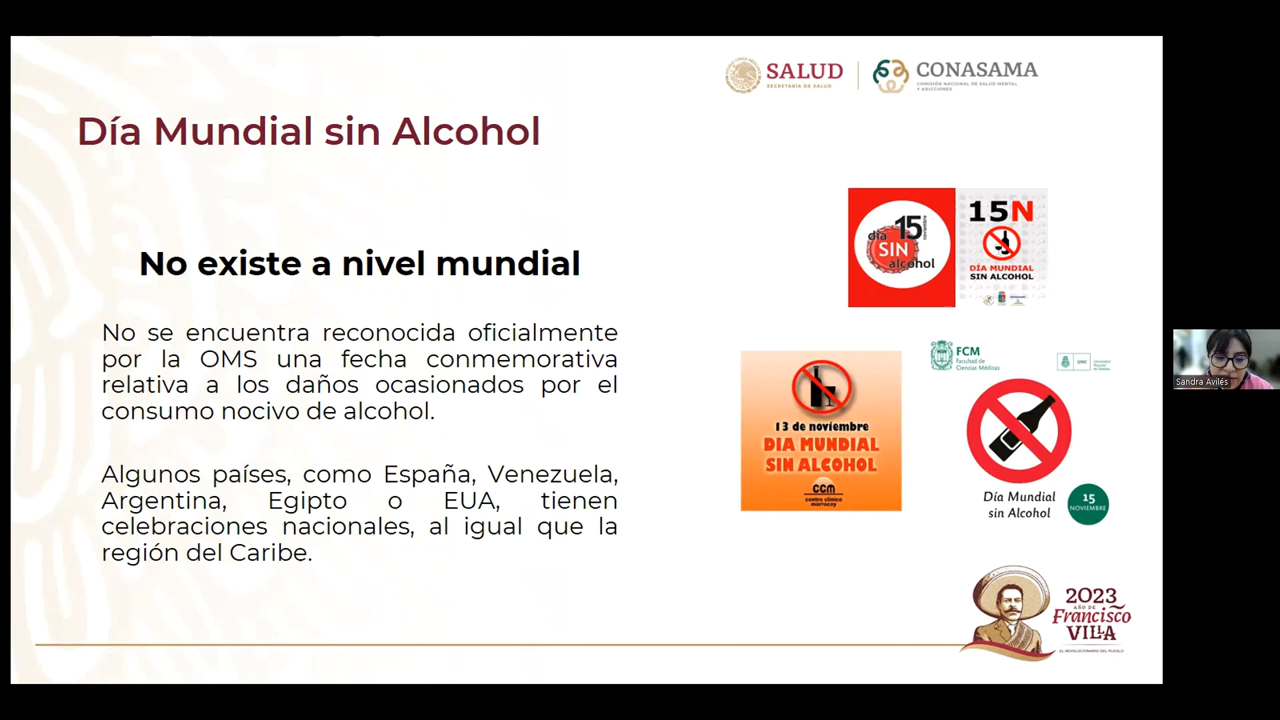 SALUD
SECRETARÍA DE SALUD
CONASAMA
COMISIÓN NACIONAL DE SALUD MENTAL
Y ADICCIONES
Día Mundial sin Alcohol
No existe a nivel mundial
No se encuentra reconocida oficialmente
por la OMS una fecha conmemorativa
relativa a los daños ocasionados por el
consumo nocivo de alcohol.
Algunos países, como España, Venezuela,
Argentina, Egipto o EUA, tienen
celebraciones nacionales, al igual que la
región del Caribe.
día 15 noviembre
SIN
alcohol
15N
DÍA MUNDIAL
SIN ALCOHOL
13 de noviembre
DIA MUNDIAL
SIN ALCOHOL
CCM
centro clínico
morrocoy
FCM
Facultad de
Ciencias Médicas
UNC
Día Mundial
sin Alcohol
15
NOVIEMBRE
2023
AÑO DE
Francisco
VILLA
EL REVOLUCIONARIO DEL PUEBLO
Sandra Avilés